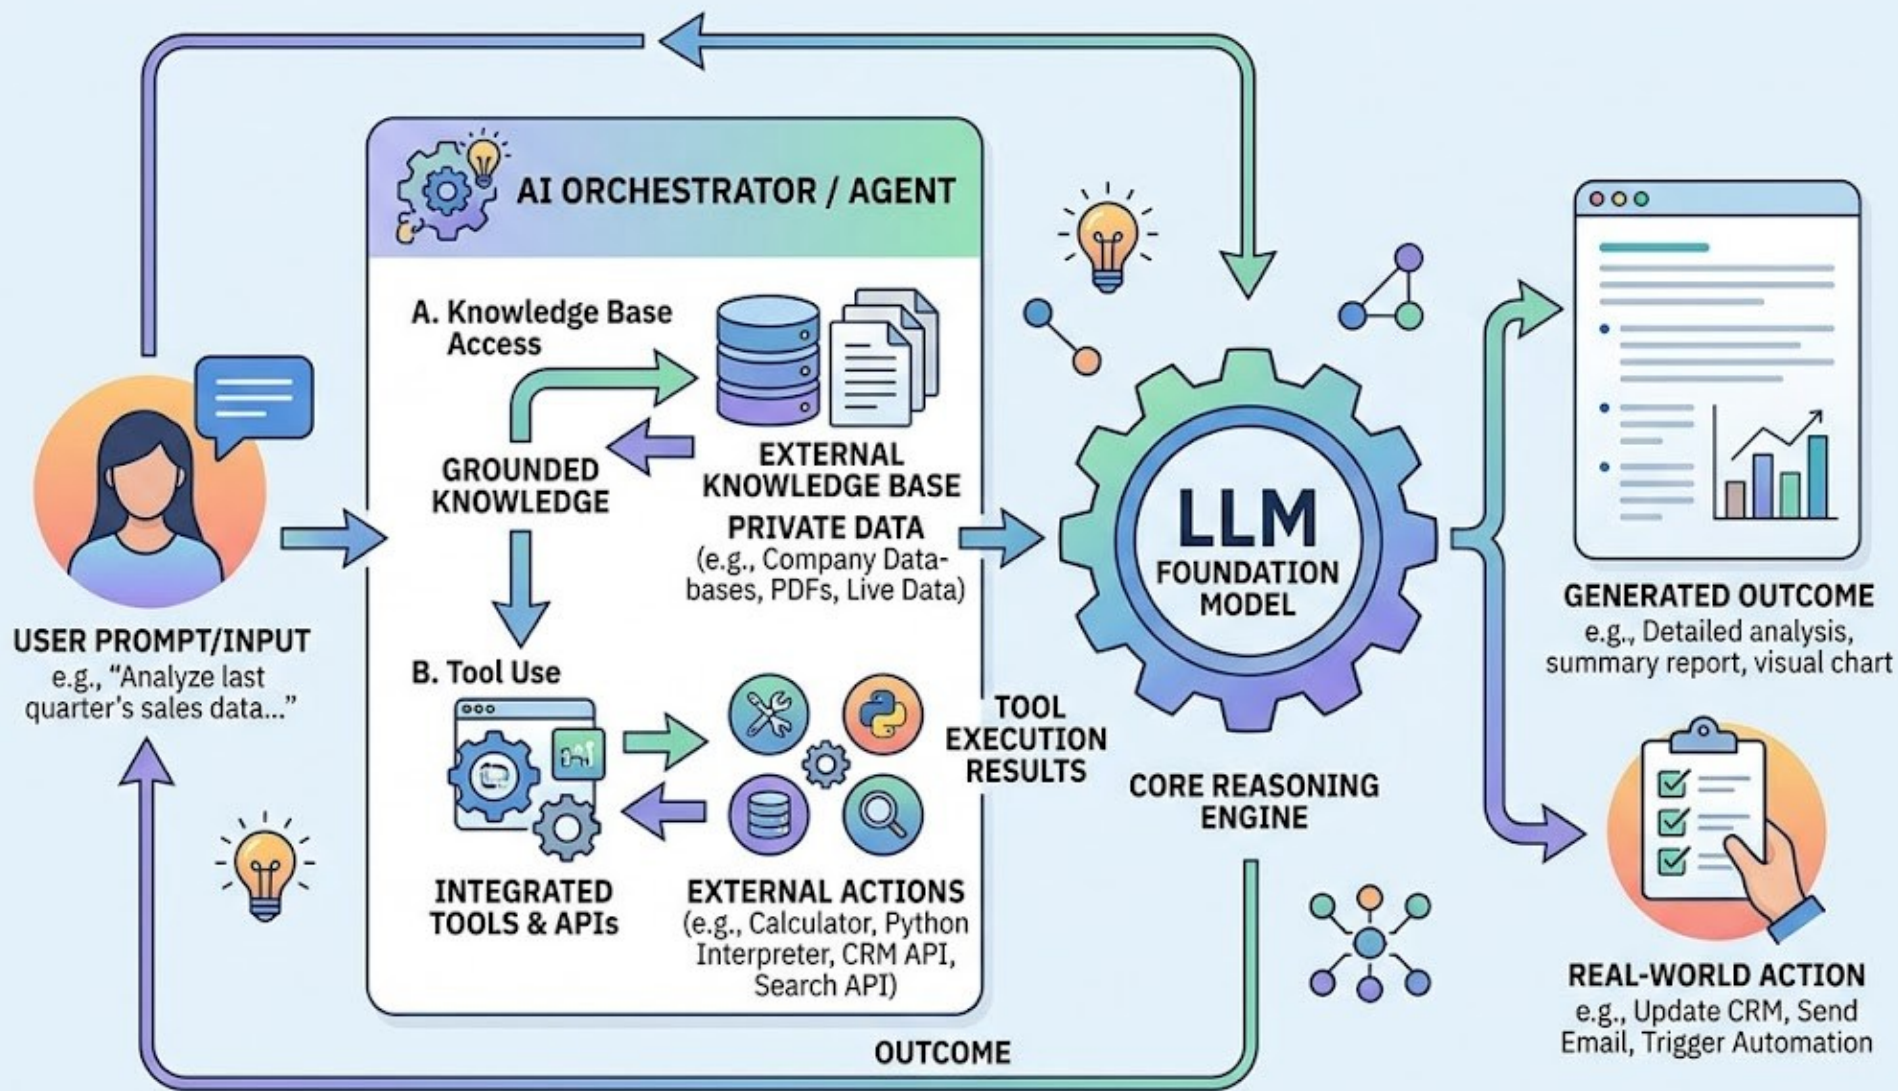 AI ORCHESTRATOR / AGENT
A. Knowledge Base
Access
GROUNDED
KNOWLEDGE
EXTERNAL
KNOWLEDGE BASE
PRIVATE DATA
(e.g., Company Data-
bases, PDFs, Live Data)
USER PROMPT/INPUT
e.g., “Analyze last
quarter’s sales data...”
B. Tool Use
INTEGRATED
TOOLS & APIs
EXTERNAL ACTIONS
(e.g., Calculator, Python
Interpreter, CRM API,
Search API)
TOOL
EXECUTION
RESULTS
LLM
FOUNDATION
MODEL
CORE REASONING
ENGINE
GENERATED OUTCOME
e.g., Detailed analysis,
summary report, visual chart
REAL-WORLD ACTION
e.g., Update CRM, Send
Email, Trigger Automation
OUTCOME